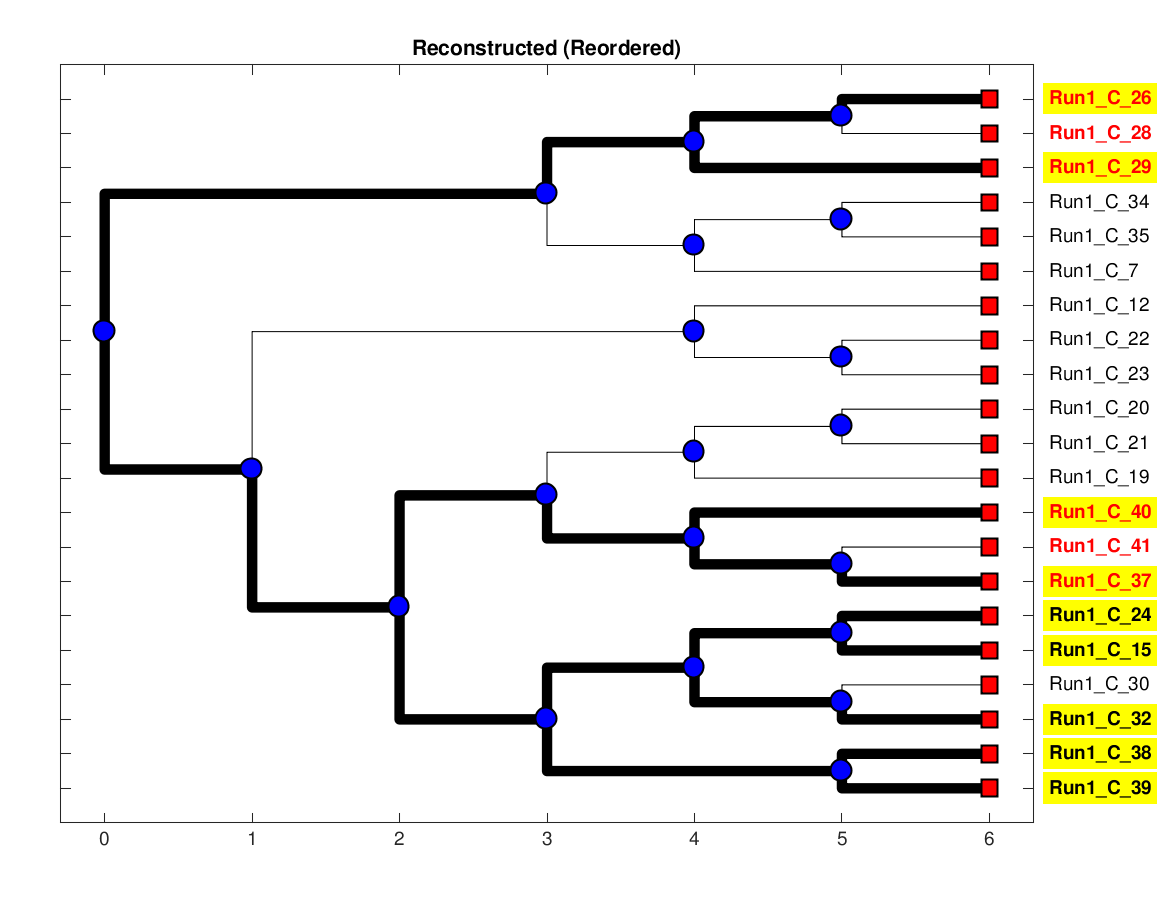 Reconstructed (Reordered)
Run1_C_26
Run1_C_28
Run1_C_29
Run1_C_34
Run1_C_35
Run1_C_7
Run1_C_12
Run1_C_22
Run1_C_23
Run1_C_20
Run1_C_21
Run1_C_19
Run1_C_40
Run1_C_41
Run1_C_37
Run1_C_24
Run1_C_15
Run1_C_30
Run1_C_32
Run1_C_38
Run1_C_39
0 1 2 3 4 5 6